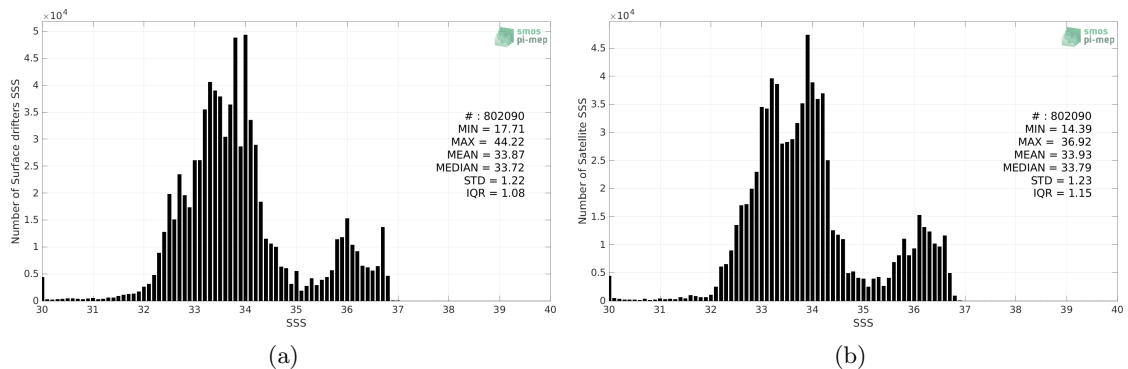 ×10⁴
5
4.5
4
3.5
3
2.5
2
1.5
1
0.5
0
Number of Surface drifters SSS
30 31 32 33 34 35 36 37 38 39 40
SSS
smos
pi-mep
# : 802090
MIN = 17.71
MAX = 44.22
MEAN = 33.87
MEDIAN = 33.72
STD = 1.22
IQR = 1.08
(a)
×10⁴
4.5
4
3.5
3
2.5
2
1.5
1
0.5
0
Number of Satellite SSS
30 31 32 33 34 35 36 37 38 39 40
SSS
smos
pi-mep
# : 802090
MIN = 14.39
MAX = 36.92
MEAN = 33.93
MEDIAN = 33.79
STD = 1.23
IQR = 1.15
(b)